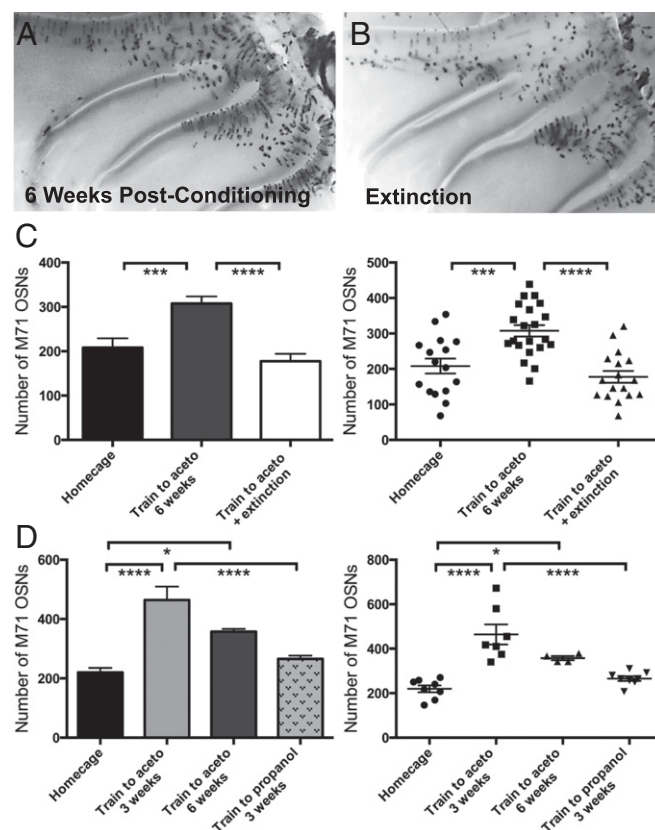 A
6 Weeks Post-Conditioning
B
Extinction
C
Number of M71 OSNs
400
300
200
100
0
***
****
Homecage
Train to aceto
6 weeks
Train to aceto
+ extinction
Number of M71 OSNs
500
400
300
200
100
0
***
****
Homecage
Train to aceto
6 weeks
Train to aceto
+ extinction
D
Number of M71 OSNs
600
400
200
0
*
****
****
Homecage
Train to aceto
3 weeks
Train to aceto
6 weeks
Train to propanol
3 weeks
Number of M71 OSNs
800
600
400
200
0
*
****
****
Homecage
Train to aceto
3 weeks
Train to aceto
6 weeks
Train to propanol
3 weeks